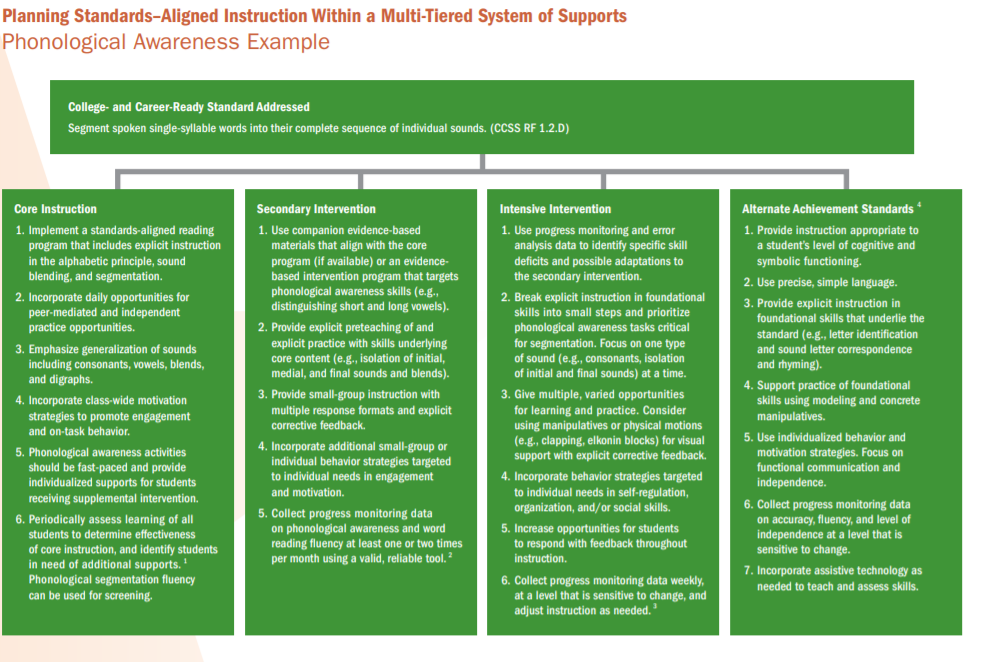 Planning Standards–Aligned Instruction Within a Multi-Tiered System of Supports
Phonological Awareness Example
College- and Career-Ready Standard Addressed
Segment spoken single-syllable words into their complete sequence of individual sounds. (CCSS RF 1.2.D)
Core Instruction
1. Implement a standards-aligned reading
program that includes explicit instruction
in the alphabetic principle, sound
blending, and segmentation.
2. Incorporate daily opportunities for
peer-mediated and independent
practice opportunities.
3. Emphasize generalization of sounds
including consonants, vowels, blends,
and digraphs.
4. Incorporate class-wide motivation
strategies to promote engagement
and on-task behavior.
5. Phonological awareness activities
should be fast-paced and provide
individualized supports for students
receiving supplemental intervention.
6. Periodically assess learning of all
students to determine effectiveness
of core instruction, and identify students
in need of additional supports. 1
Phonological segmentation fluency
can be used for screening.
Secondary Intervention
1. Use companion evidence-based
materials that align with the core
program (if available) or an evidence-
based intervention program that targets
phonological awareness skills (e.g.,
distinguishing short and long vowels).
2. Provide explicit preteaching of and
explicit practice with skills underlying
core content (e.g., isolation of initial,
medial, and final sounds and blends).
3. Provide small-group instruction with
multiple response formats and explicit
corrective feedback.
4. Incorporate additional small-group or
individual behavior strategies targeted
to individual needs in engagement
and motivation.
5. Collect progress monitoring data
on phonological awareness and word
reading fluency at least one or two times
per month using a valid, reliable tool. 2
Intensive Intervention
1. Use progress monitoring and error
analysis data to identify specific skill
deficits and possible adaptations to
the secondary intervention.
2. Break explicit instruction in foundational
skills into small steps and prioritize
phonological awareness tasks critical
for segmentation. Focus on one type
of sound (e.g., consonants, isolation
of initial and final sounds) at a time.
3. Give multiple, varied opportunities
for learning and practice. Consider
using manipulatives or physical motions
(e.g., clapping, elkonin blocks) for visual
support with explicit corrective feedback.
4. Incorporate behavior strategies targeted
to individual needs in self-regulation,
organization, and/or social skills.
5. Increase opportunities for students
to respond with feedback throughout
instruction.
6. Collect progress monitoring data weekly,
at a level that is sensitive to change, and
adjust instruction as needed. 3
Alternate Achievement Standards 4
1. Provide instruction appropriate to
a student's level of cognitive and
symbolic functioning.
2. Use precise, simple language.
3. Provide explicit instruction in
foundational skills that underlie the
standard (e.g., letter identification
and sound letter correspondence
and rhyming).
4. Support practice of foundational
skills using modeling and concrete
manipulatives.
5. Use individualized behavior and
motivation strategies. Focus on
functional communication and
independence.
6. Collect progress monitoring data
on accuracy, fluency, and level of
independence at a level that is
sensitive to change.
7. Incorporate assistive technology as
needed to teach and assess skills.